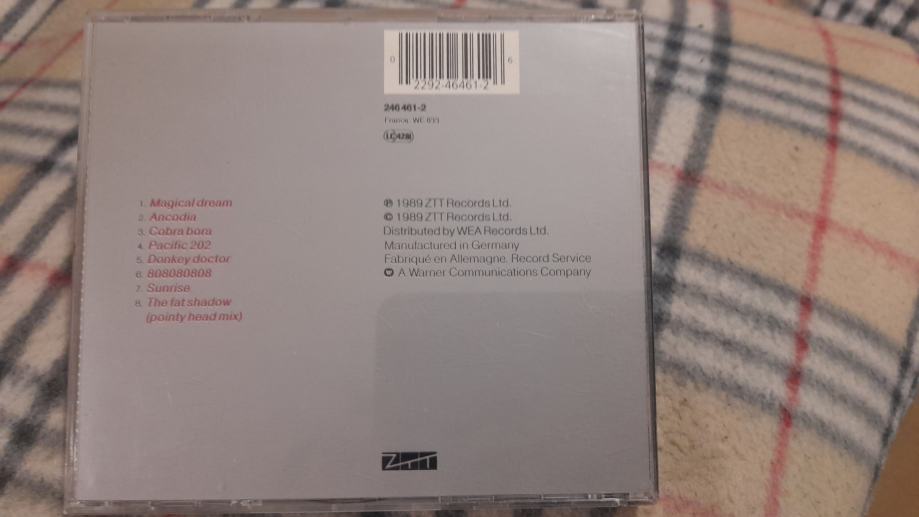 0 6
2292-46461-2
246 461-2
France: WE 833
LC 4281
1. Magical dream
2. Ancodia
3. Cobra bora
4. Pacific 202
5. Donkey doctor
6. 808080808
7. Sunrise
8. The fat shadow
(pointy head mix)
℗ 1989 ZTT Records Ltd.
© 1989 ZTT Records Ltd.
Distributed by WEA Records Ltd.
Manufactured in Germany
Fabriqué en Allemagne. Record Service
A Warner Communications Company
ZTT